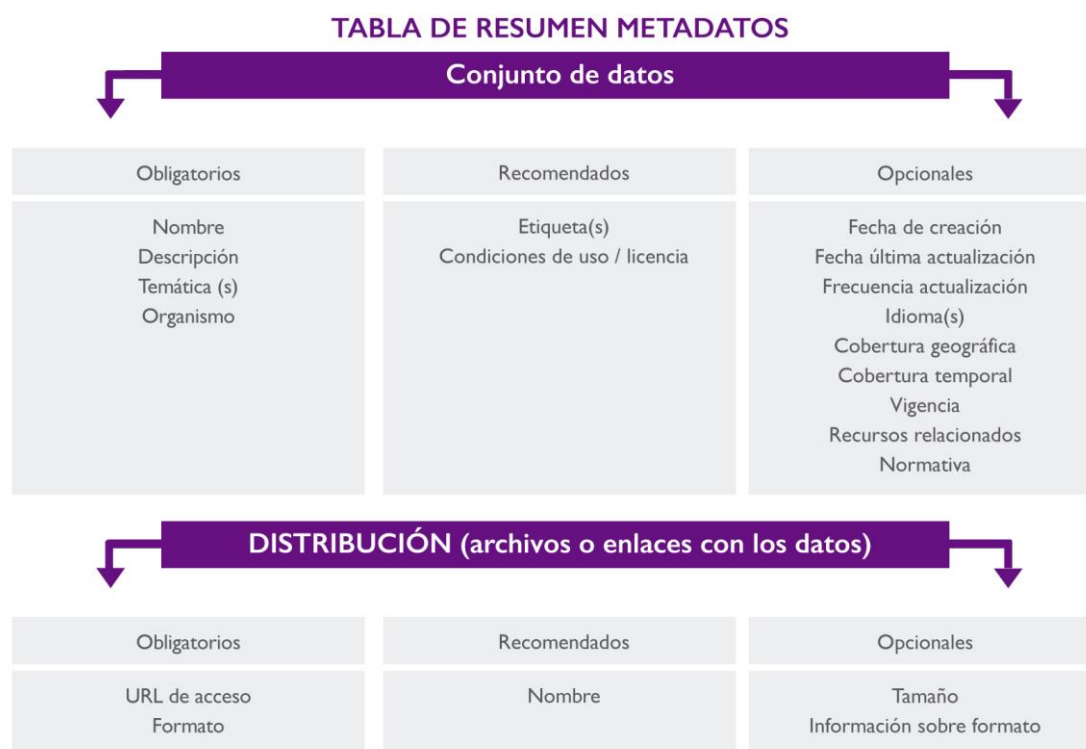 TABLA DE RESUMEN METADATOS
Conjunto de datos
Obligatorios
Nombre
Descripción
Temática (s)
Organismo
Recomendados
Etiqueta(s)
Condiciones de uso / licencia
Opcionales
Fecha de creación
Fecha última actualización
Frecuencia actualización
Idioma(s)
Cobertura geográfica
Cobertura temporal
Vigencia
Recursos relacionados
Normativa
DISTRIBUCIÓN (archivos o enlaces con los datos)
Obligatorios
URL de acceso
Formato
Recomendados
Nombre
Opcionales
Tamaño
Información sobre formato